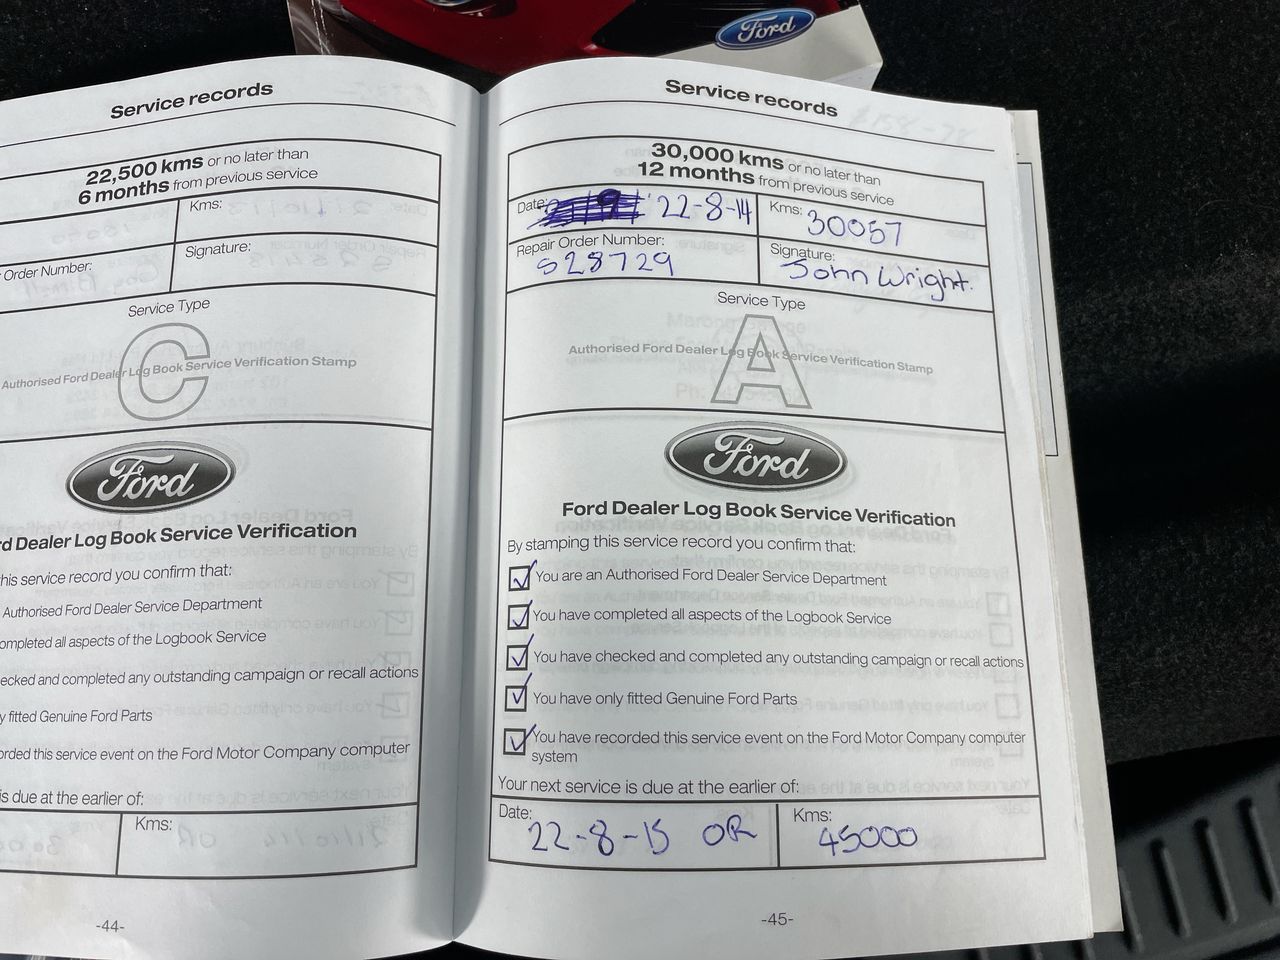 Ford
Service records
22,500 kms or no later than
6 months from previous service
Kms:
Order Number:
Signature:
Service Type
C
Authorised Ford Dealer Log Book Service Verification Stamp
Ford
rd Dealer Log Book Service Verification
his service record you confirm that:
Authorised Ford Dealer Service Department
ompleted all aspects of the Logbook Service
ecked and completed any outstanding campaign or recall actions
y fitted Genuine Ford Parts
orded this service event on the Ford Motor Company computer
is due at the earlier of:
Kms:
-44-
Service records
30,000 kms or no later than
12 months from previous service
Date: 22-8-14
Kms: 30057
Repair Order Number:
528729
Signature:
John Wright.
Service Type
A
Authorised Ford Dealer Log Book Service Verification Stamp
Ford
Ford Dealer Log Book Service Verification
By stamping this service record you confirm that:
You are an Authorised Ford Dealer Service Department
You have completed all aspects of the Logbook Service
You have checked and completed any outstanding campaign or recall actions
You have only fitted Genuine Ford Parts
You have recorded this service event on the Ford Motor Company computer
system
Your next service is due at the earlier of:
Date:
22-8-15 OR
Kms:
45000
-45-